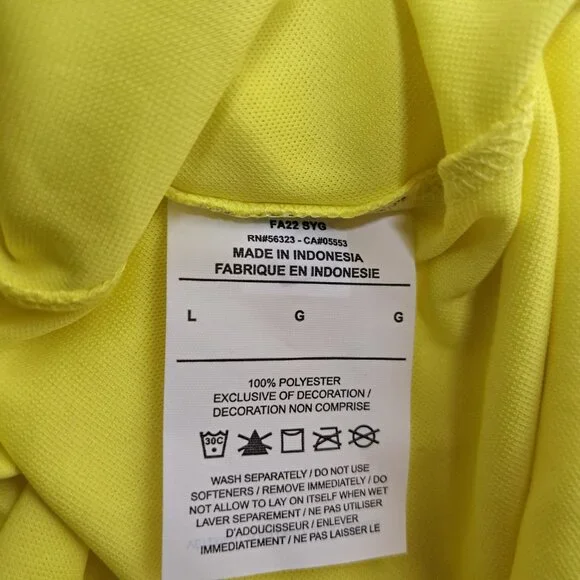 FA22 SYG
RN#56323 - CA#05553
MADE IN INDONESIA
FABRIQUE EN INDONESIE
L G G
100% POLYESTER
EXCLUSIVE OF DECORATION /
DECORATION NON COMPRISE
30C
WASH SEPARATELY / DO NOT USE
SOFTENERS / REMOVE IMMEDIATELY / DO
NOT ALLOW TO LAY ON ITSELF WHEN WET
LAVER SEPAREMENT / NE PAS UTILISER
D'ADOUCISSEUR / ENLEVER
IMMEDIATEMENT / NE PAS LAISSER LE